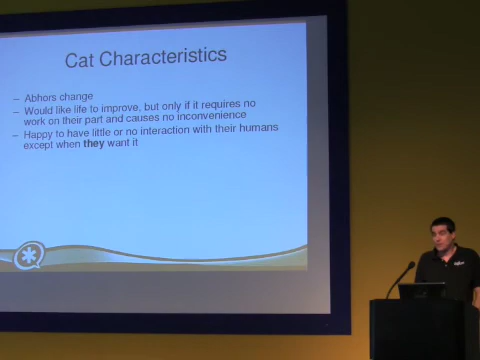 Cat Characteristics
– Abhors change
– Would like life to improve, but only if it requires no
work on their part and causes no inconvenience
– Happy to have little or no interaction with their humans
except when they want it